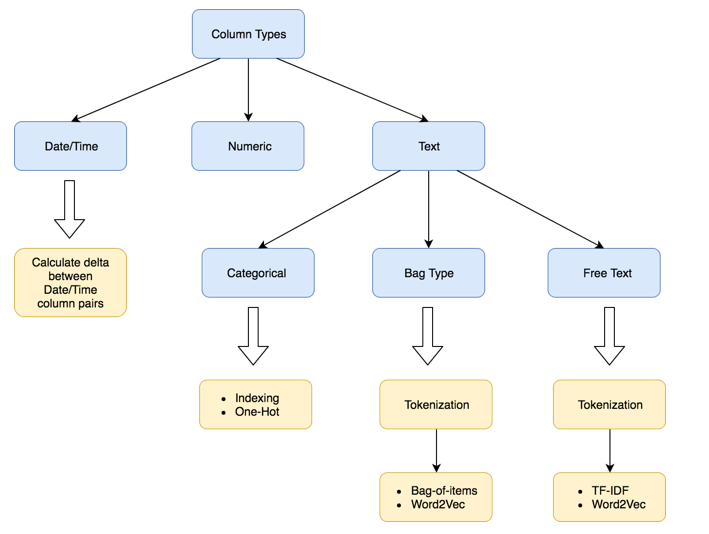 Column Types
Date/Time
Numeric
Text
Calculate delta
between
Date/Time
column pairs
Categorical
Bag Type
Free Text
• Indexing
• One-Hot
Tokenization
Tokenization
• Bag-of-items
• Word2Vec
• TF-IDF
• Word2Vec